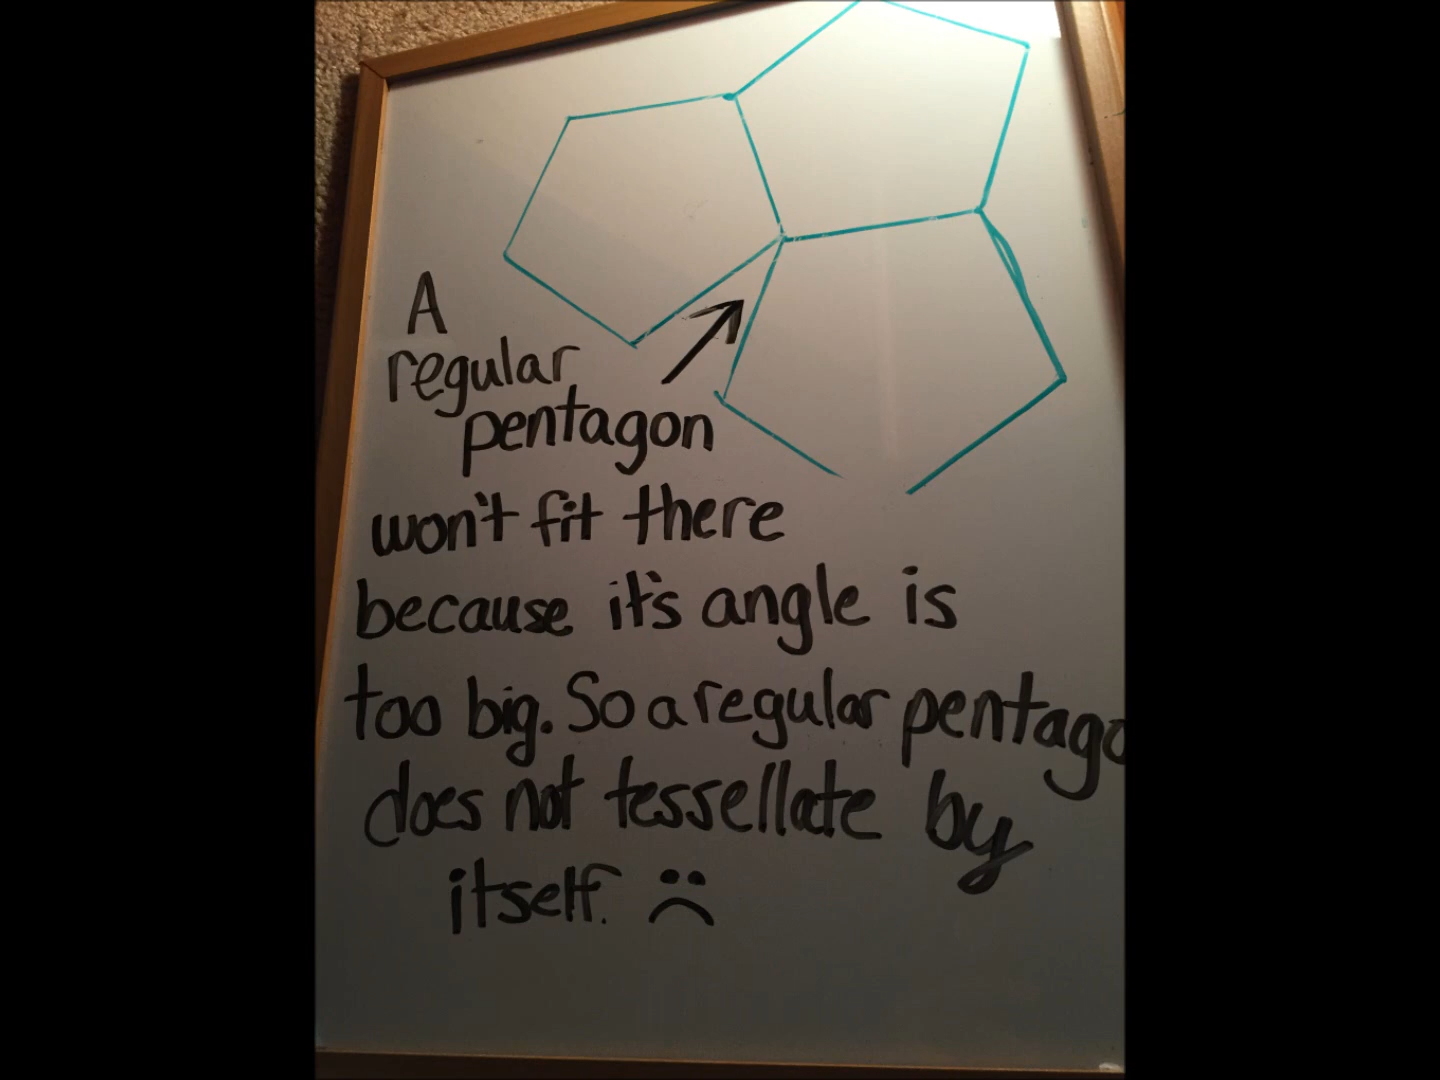 A
regular
pentagon
won't fit there
because it's angle is
too big. So a regular pentago
does not tessellate by
itself. :(